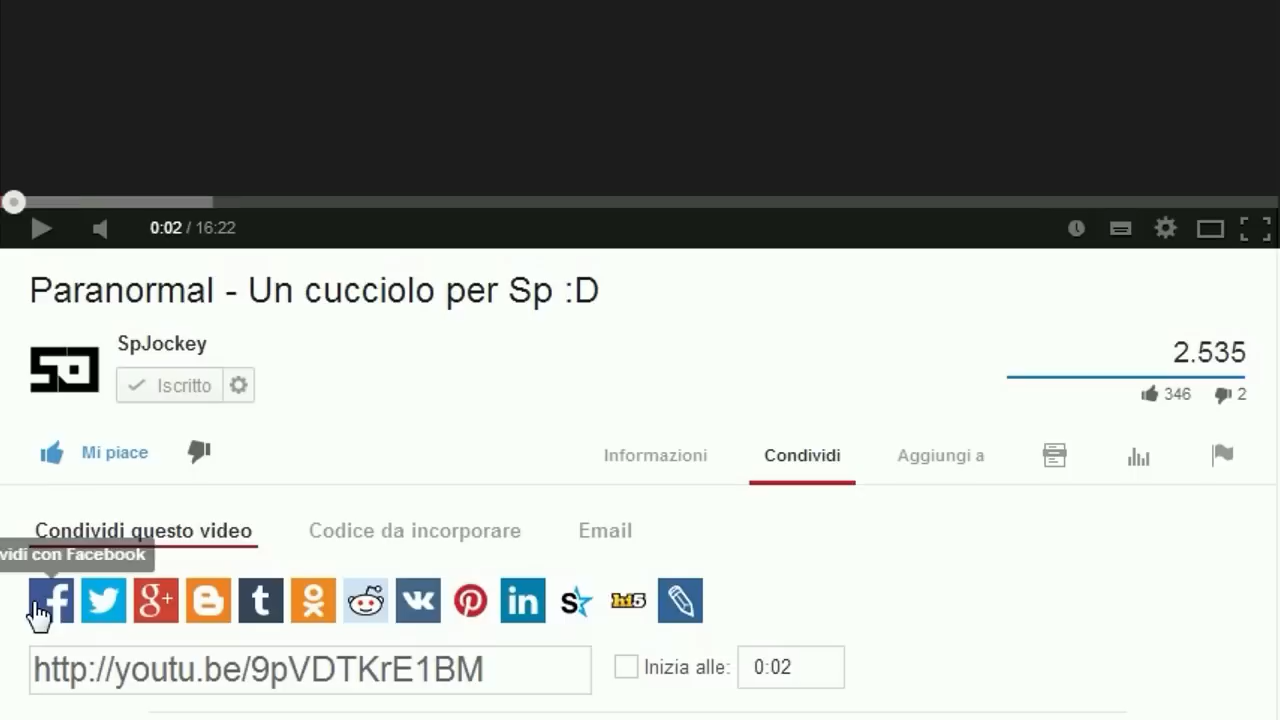 0:02 / 16:22
Paranormal - Un cucciolo per Sp :D
SpJockey
Iscritto
2.535
346 2
Mi piace
Informazioni Condividi Aggiungi a
Condividi questo video Codice da incorporare Email
vidi con Facebook
http://youtu.be/9pVDTKrE1BM
Inizia alle: 0:02